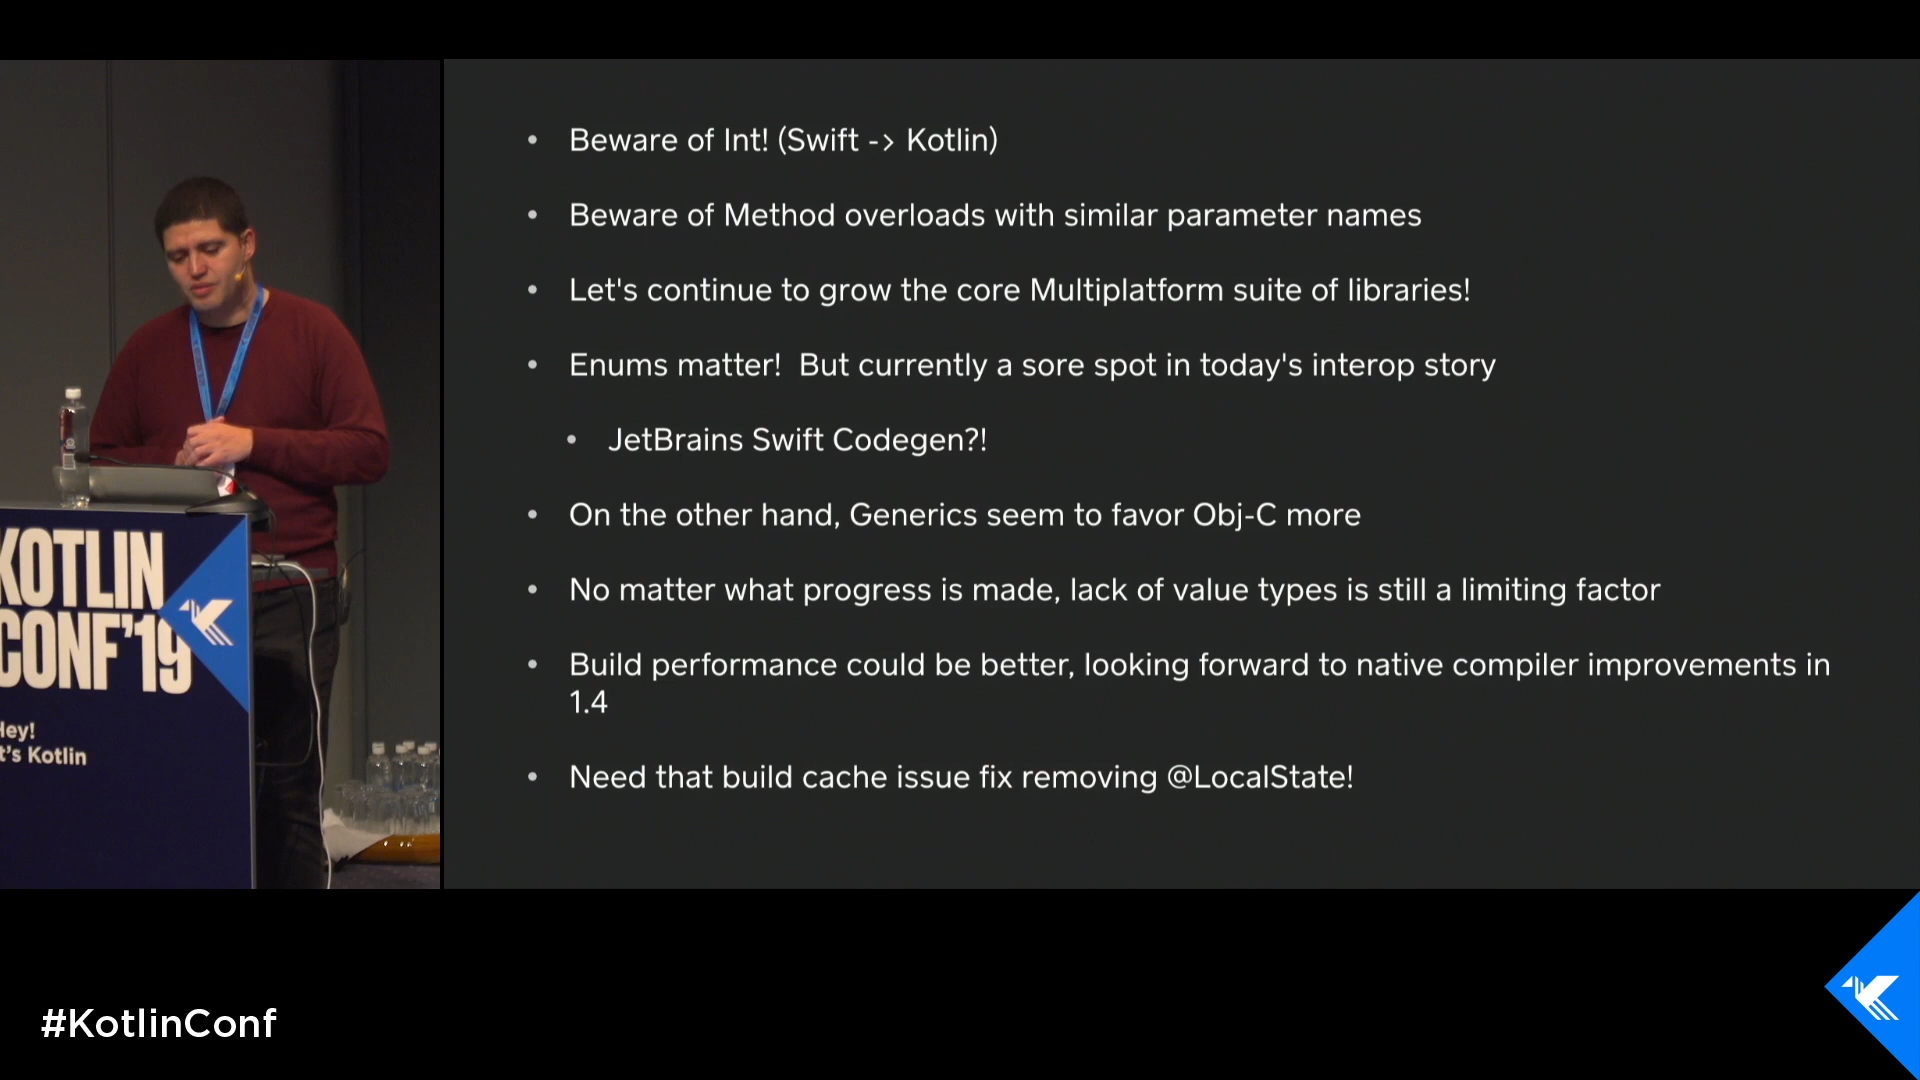 Beware of Int! (Swift -> Kotlin)
Beware of Method overloads with similar parameter names
Let's continue to grow the core Multiplatform suite of libraries!
Enums matter!  But currently a sore spot in today's interop story
JetBrains Swift Codegen?!
On the other hand, Generics seem to favor Obj-C more
No matter what progress is made, lack of value types is still a limiting factor
Build performance could be better, looking forward to native compiler improvements in
1.4
Need that build cache issue fix removing @LocalState!
KOTLIN
CONF'19
Hey!
t's Kotlin
#KotlinConf